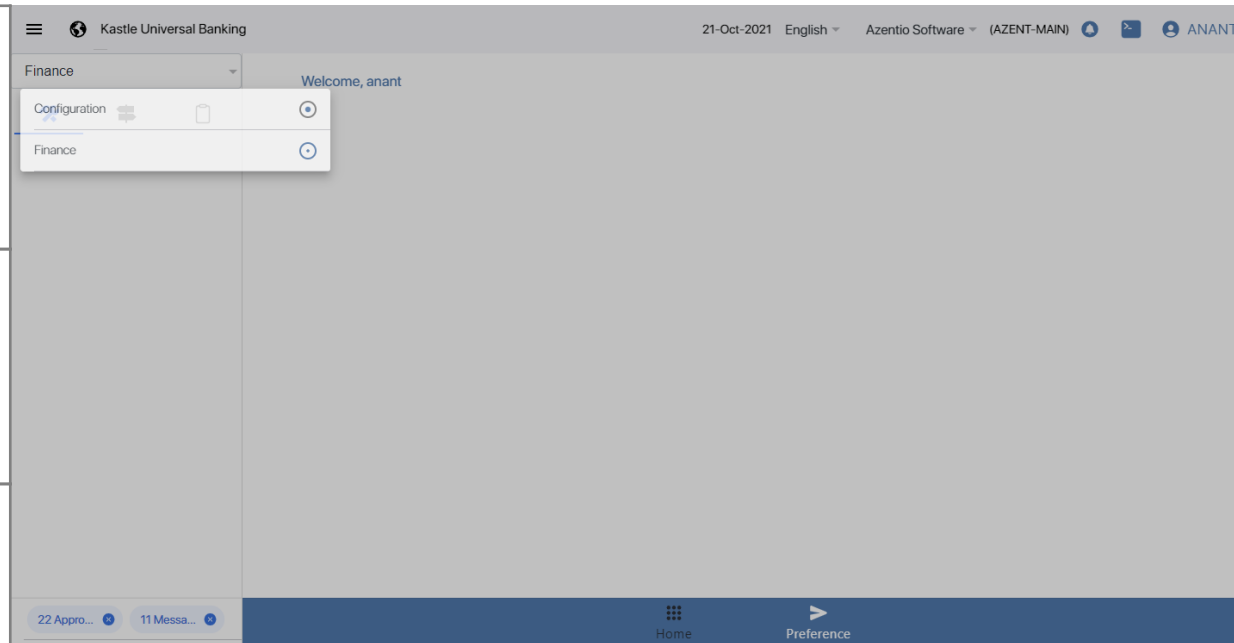 Kastle Universal Banking 21-Oct-2021 English Azentio Software (AZENT-MAIN) ANANT
Finance
Welcome, anant
Configuration
Finance
22 Appro... 11 Messa...
Home Preference